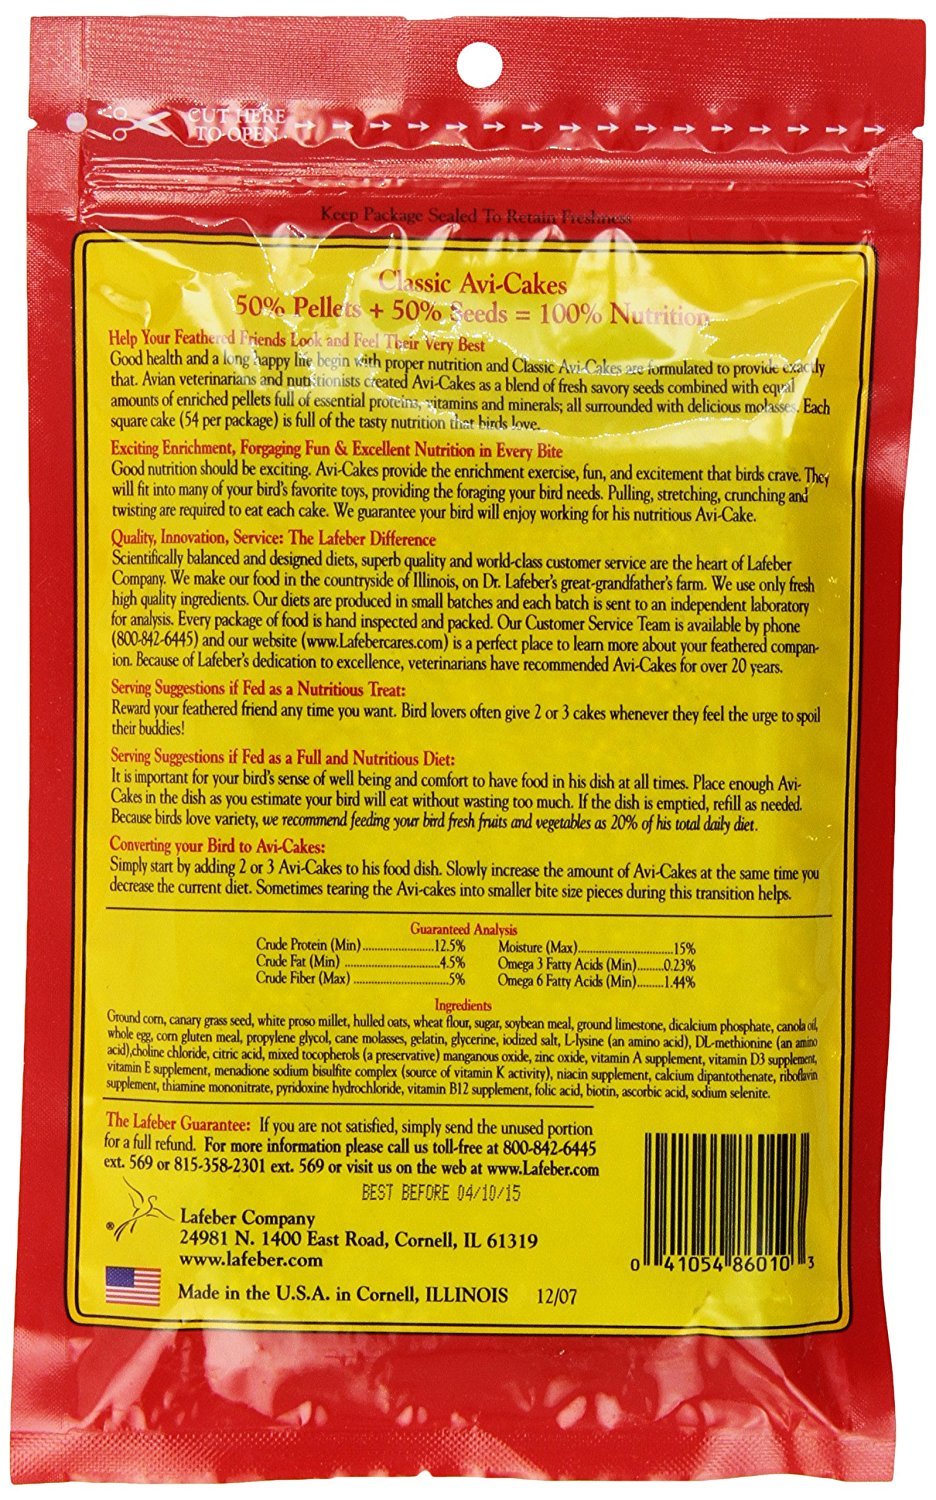 CUT HERE
TO OPEN
Keep Package Sealed To Retain Freshness
Classic Avi-Cakes
50% Pellets + 50% Seeds = 100% Nutrition
Help Your Feathered Friends Look and Feel Their Very Best
Good health and a long happy life begin with proper nutrition and Classic Avi-Cakes are formulated to provide exactly
that. Avian veterinarians and nutritionists created Avi-Cakes as a blend of fresh savory seeds combined with equal
amounts of enriched pellets full of essential proteins, vitamins and minerals; all surrounded with delicious molasses. Each
square cake (54 per package) is full of the tasty nutrition that birds love.
Exciting Enrichment, Forgaging Fun & Excellent Nutrition in Every Bite
Good nutrition should be exciting. Avi-Cakes provide the enrichment exercise, fun, and excitement that birds crave. They
will fit into many of your bird's favorite toys, providing the foraging your bird needs. Pulling, stretching, crunching and
twisting are required to eat each cake. We guarantee your bird will enjoy working for his nutritious Avi-Cake.
Quality, Innovation, Service: The Lafeber Difference
Scientifically balanced and designed diets, superb quality and world-class customer service are the heart of Lafeber
Company. We make our food in the countryside of Illinois, on Dr. Lafeber's great-grandfather's farm. We use only fresh
high quality ingredients. Our diets are produced in small batches and each batch is sent to an independent laboratory
for analysis. Every package of food is hand inspected and packed. Our Customer Service Team is available by phone
(800-842-6445) and our website (www.Lafebercares.com) is a perfect place to learn more about your feathered compan-
ion. Because of Lafeber's dedication to excellence, veterinarians have recommended Avi-Cakes for over 20 years.
Serving Suggestions if Fed as a Nutritious Treat:
Reward your feathered friend any time you want. Bird lovers often give 2 or 3 cakes whenever they feel the urge to spoil
their buddies!
Serving Suggestions if Fed as a Full and Nutritious Diet:
It is important for your bird's sense of well being and comfort to have food in his dish at all times. Place enough Avi-
Cakes in the dish as you estimate your bird will eat without wasting too much. If the dish is emptied, refill as needed.
Because birds love variety, we recommend feeding your bird fresh fruits and vegetables as 20% of his total daily diet.
Converting your Bird to Avi-Cakes:
Simply start by adding 2 or 3 Avi-Cakes to his food dish. Slowly increase the amount of Avi-Cakes at the same time you
decrease the current diet. Sometimes tearing the Avi-cakes into smaller bite size pieces during this transition helps.
Guaranteed Analysis
Crude Protein (Min)......................12.5% Moisture (Max)............................15%
Crude Fat (Min) ..............................4.5% Omega 3 Fatty Acids (Min).........0.23%
Crude Fiber (Max) .............................5% Omega 6 Fatty Acids (Min).........1.44%
Ingredients
Ground corn, canary grass seed, white proso millet, hulled oats, wheat flour, sugar, soybean meal, ground limestone, dicalcium phosphate, canola oil,
whole egg, corn gluten meal, propylene glycol, cane molasses, gelatin, glycerine, iodized salt, L-lysine (an amino acid), DL-methionine (an amino
acid),choline chloride, citric acid, mixed tocopherols (a preservative) manganous oxide, zinc oxide, vitamin A supplement, vitamin D3 supplement,
vitamin E supplement, menadione sodium bisulfite complex (source of vitamin K activity), niacin supplement, calcium dipantothenate, riboflavin
supplement, thiamine mononitrate, pyridoxine hydrochloride, vitamin B12 supplement, folic acid, biotin, ascorbic acid, sodium selenite.
The Lafeber Guarantee: If you are not satisfied, simply send the unused portion
for a full refund. For more information please call us toll-free at 800-842-6445
ext. 569 or 815-358-2301 ext. 569 or visit us on the web at www.Lafeber.com
BEST BEFORE 04/10/15
®
Lafeber Company
24981 N. 1400 East Road, Cornell, IL 61319
www.lafeber.com
Made in the U.S.A. in Cornell, ILLINOIS 12/07
0 41054 86010 3